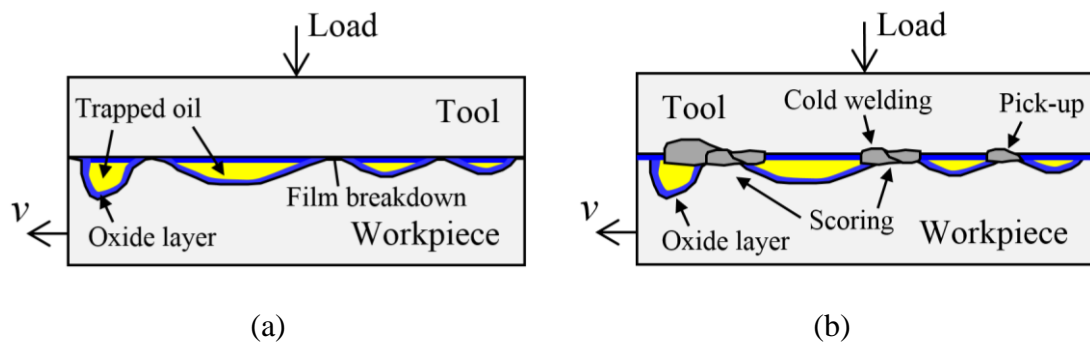 Load
Tool
Trapped oil
Film breakdown
v
Oxide layer
Workpiece
(a)
Load
Tool
Cold welding
Pick-up
v
Scoring
Oxide layer
Workpiece
(b)